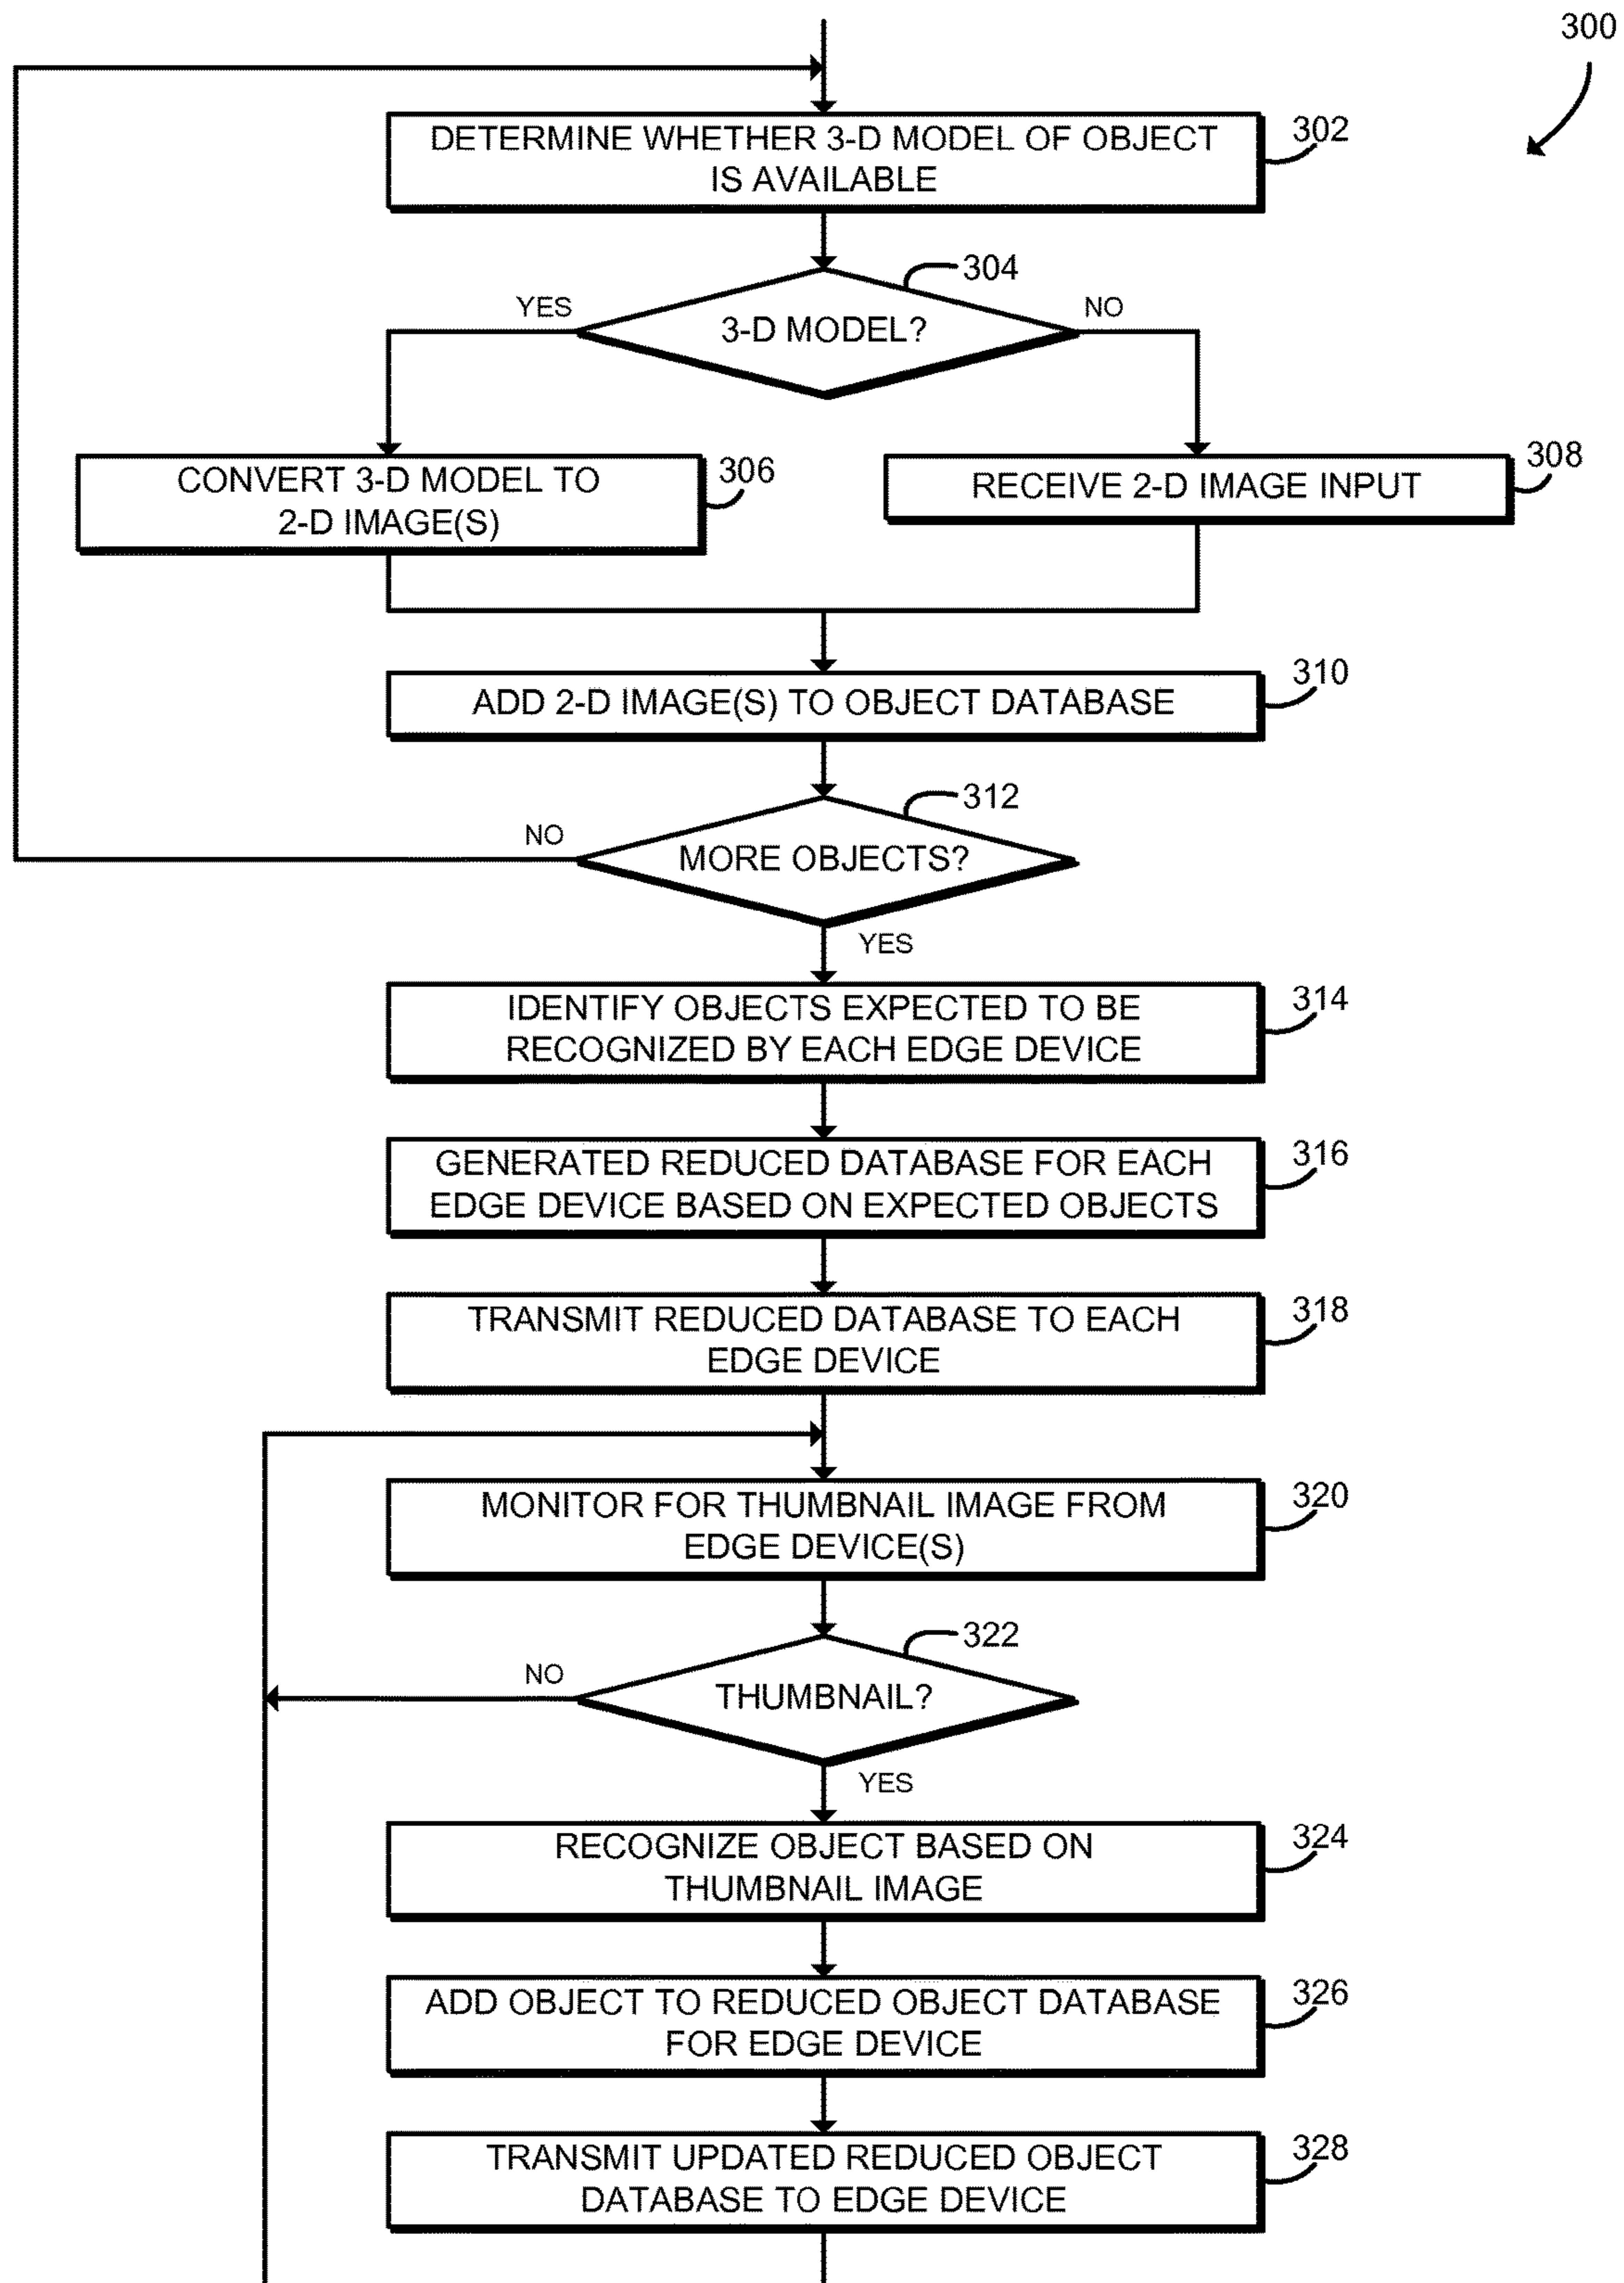 300
DETERMINE WHETHER 3-D MODEL OF OBJECT
IS AVAILABLE
302
304
YES
3-D MODEL?
NO
CONVERT 3-D MODEL TO
2-D IMAGE(S)
306
RECEIVE 2-D IMAGE INPUT
308
ADD 2-D IMAGE(S) TO OBJECT DATABASE
310
312
NO
MORE OBJECTS?
YES
IDENTIFY OBJECTS EXPECTED TO BE
RECOGNIZED BY EACH EDGE DEVICE
314
GENERATED REDUCED DATABASE FOR EACH
EDGE DEVICE BASED ON EXPECTED OBJECTS
316
TRANSMIT REDUCED DATABASE TO EACH
EDGE DEVICE
318
MONITOR FOR THUMBNAIL IMAGE FROM
EDGE DEVICE(S)
320
322
NO
THUMBNAIL?
YES
RECOGNIZE OBJECT BASED ON
THUMBNAIL IMAGE
324
ADD OBJECT TO REDUCED OBJECT DATABASE
FOR EDGE DEVICE
326
TRANSMIT UPDATED REDUCED OBJECT
DATABASE TO EDGE DEVICE
328